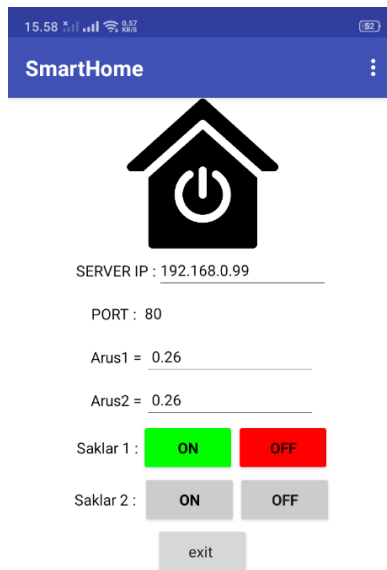 15.58 0.57 KB/S 52
SmartHome
SERVER IP : 192.168.0.99
PORT : 80
Arus1 = 0.26
Arus2 = 0.26
Saklar 1 : ON OFF
Saklar 2 : ON OFF
exit